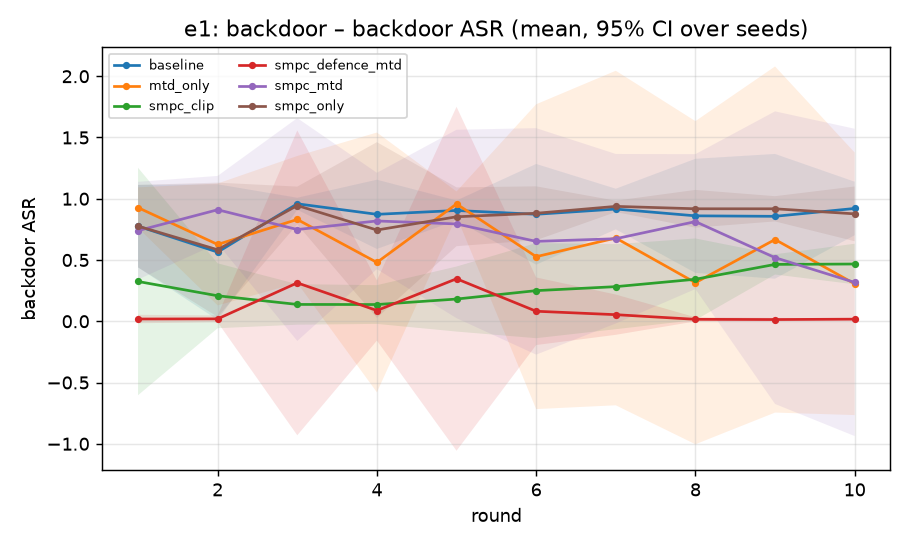 e1: backdoor – backdoor ASR (mean, 95% CI over seeds)
baseline
mtd_only
smpc_clip
smpc_defence_mtd
smpc_mtd
smpc_only
backdoor ASR
2.0
1.5
1.0
0.5
0.0
−0.5
−1.0
2 4 6 8 10
round